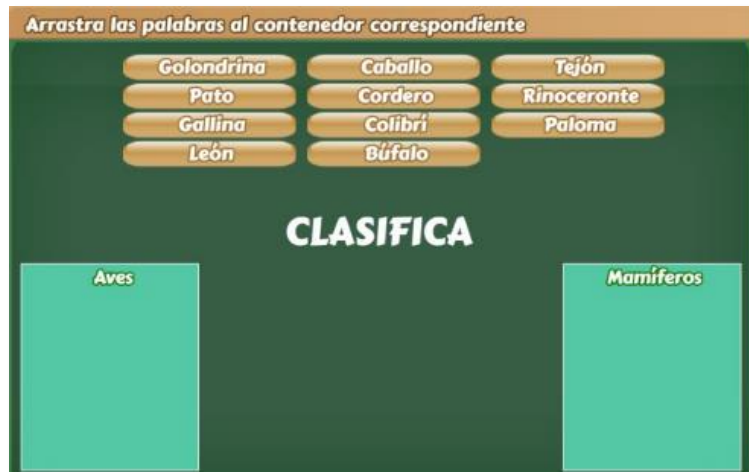 Arrastra las palabras al contenedor correspondiente
Golondrina Caballo Tejón
Pato Cordero Rinoceronte
Gallina Colibrí Paloma
León Búfalo
CLASIFICA
Aves Mamíferos